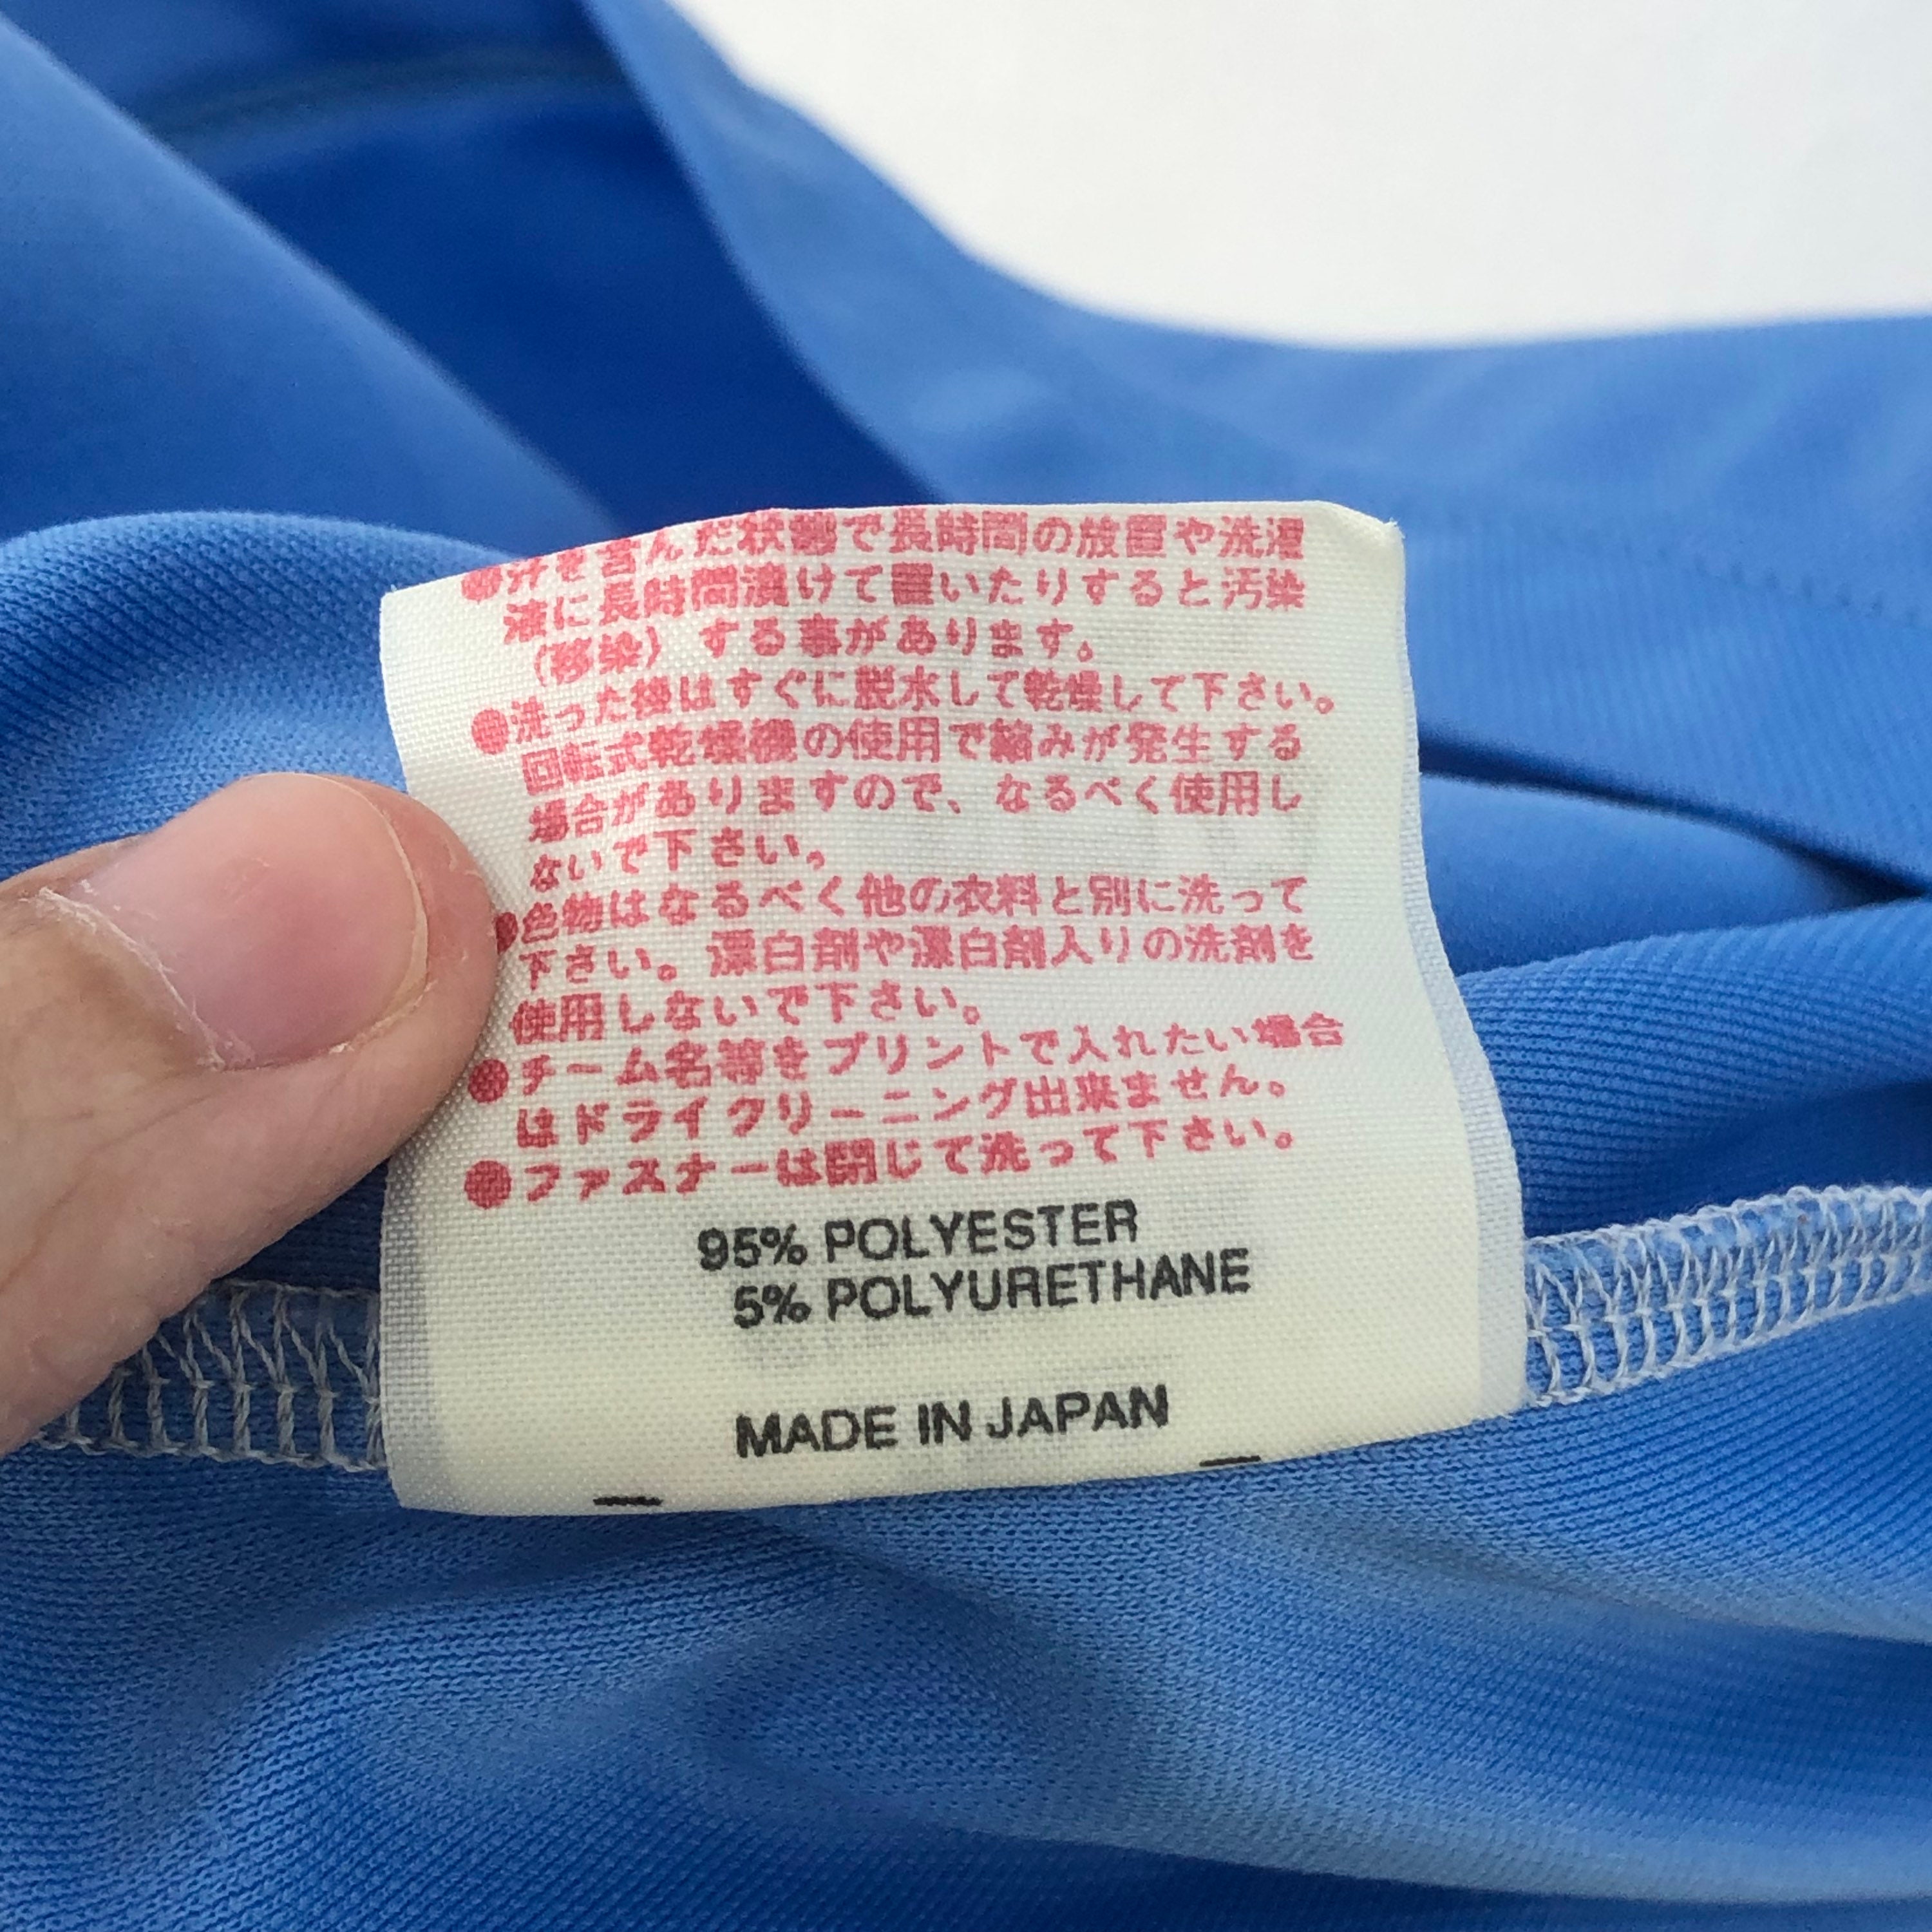 ●汗を含んだ状態で長時間の放置や洗濯
液に長時間漬けて置いたりすると汚染
(移染) する事があります。
●洗った後はすぐに脱水して乾燥して下さい。
回転式乾燥機の使用で縮みが発生する
場合がありますので、なるべく使用し
ないで下さい。
●色物はなるべく他の衣料と別に洗って
下さい。漂白剤や漂白剤入りの洗剤を
使用しないで下さい。
●チーム名等をプリントで入れたい場合
はドライクリーニング出来ません。
●ファスナーは閉じて洗って下さい。
95% POLYESTER
5% POLYURETHANE
MADE IN JAPAN